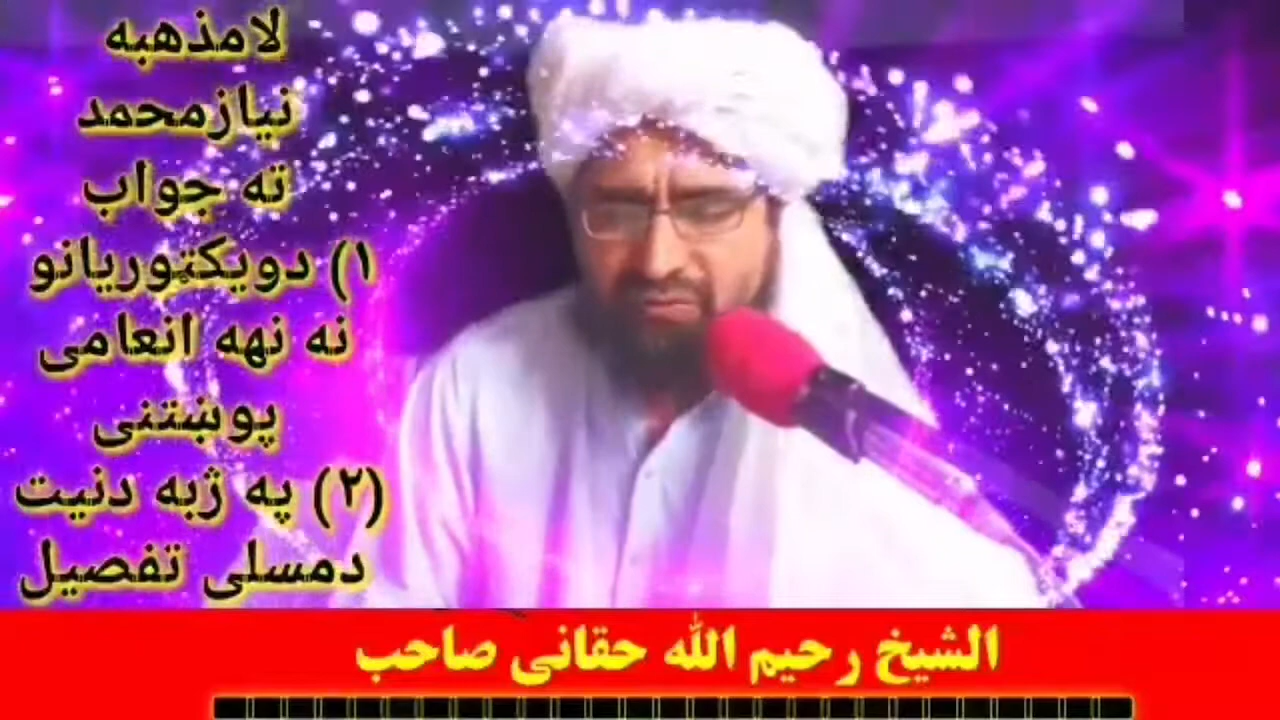 لامذهبه
نیازمحمد
ته جواب
۱) دویکټوریانو
نه نهه انعامی
پوښتنی
(۲) په ژبه دنیت
دمسلی تفصیل
الشیخ رحیم الله حقانی صاحب